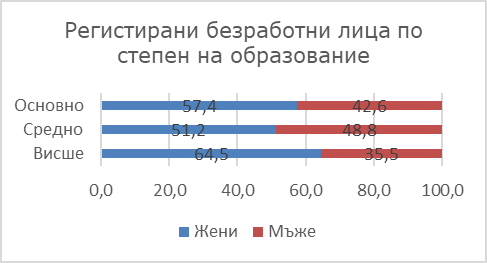 Регистирани безработни лица по
степен на образование
Основно 57,4 42,6
Средно 51,2 48,8
Висше 64,5 35,5
0,0 20,0 40,0 60,0 80,0 100,0
Жени Мъже